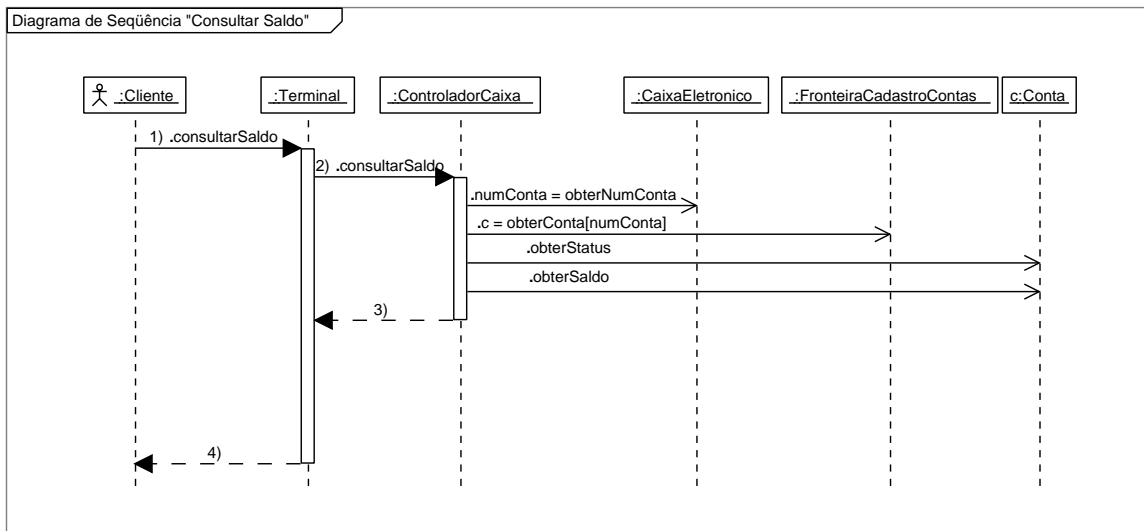 Diagrama de Seqüência "Consultar Saldo"
:Cliente
:Terminal
:ControladorCaixa
:CaixaEletronico
:FronteiraCadastroContas
c:Conta
1) .consultarSaldo
2) .consultarSaldo
.numConta = obterNumConta
.c = obterConta[numConta]
.obterStatus
.obterSaldo
3)
4)